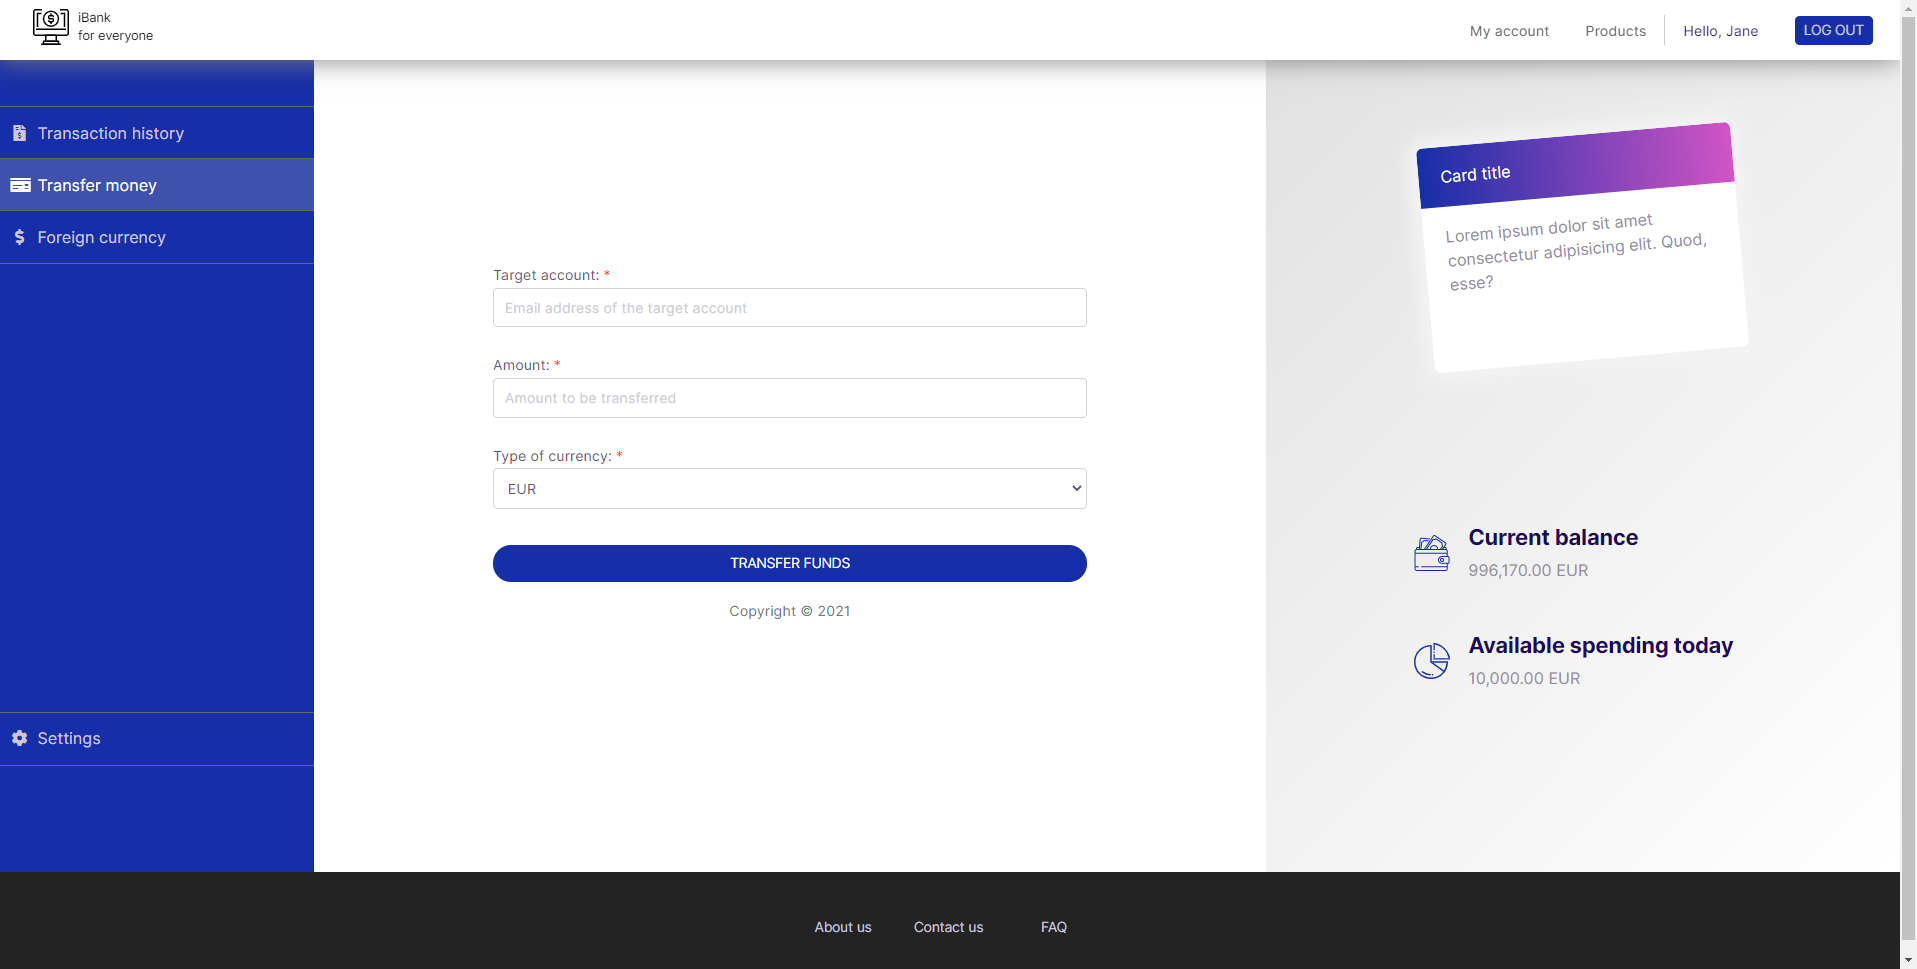 iBank
for everyone
My account
Products
Hello, Jane
LOG OUT
Transaction history
Transfer money
Foreign currency
Settings
Target account: *
Email address of the target account
Amount: *
Amount to be transferred
Type of currency: *
EUR
TRANSFER FUNDS
Copyright © 2021
Card title
Lorem ipsum dolor sit amet
consectetur adipisicing elit. Quod,
esse?
Current balance
996,170.00 EUR
Available spending today
10,000.00 EUR
About us
Contact us
FAQ